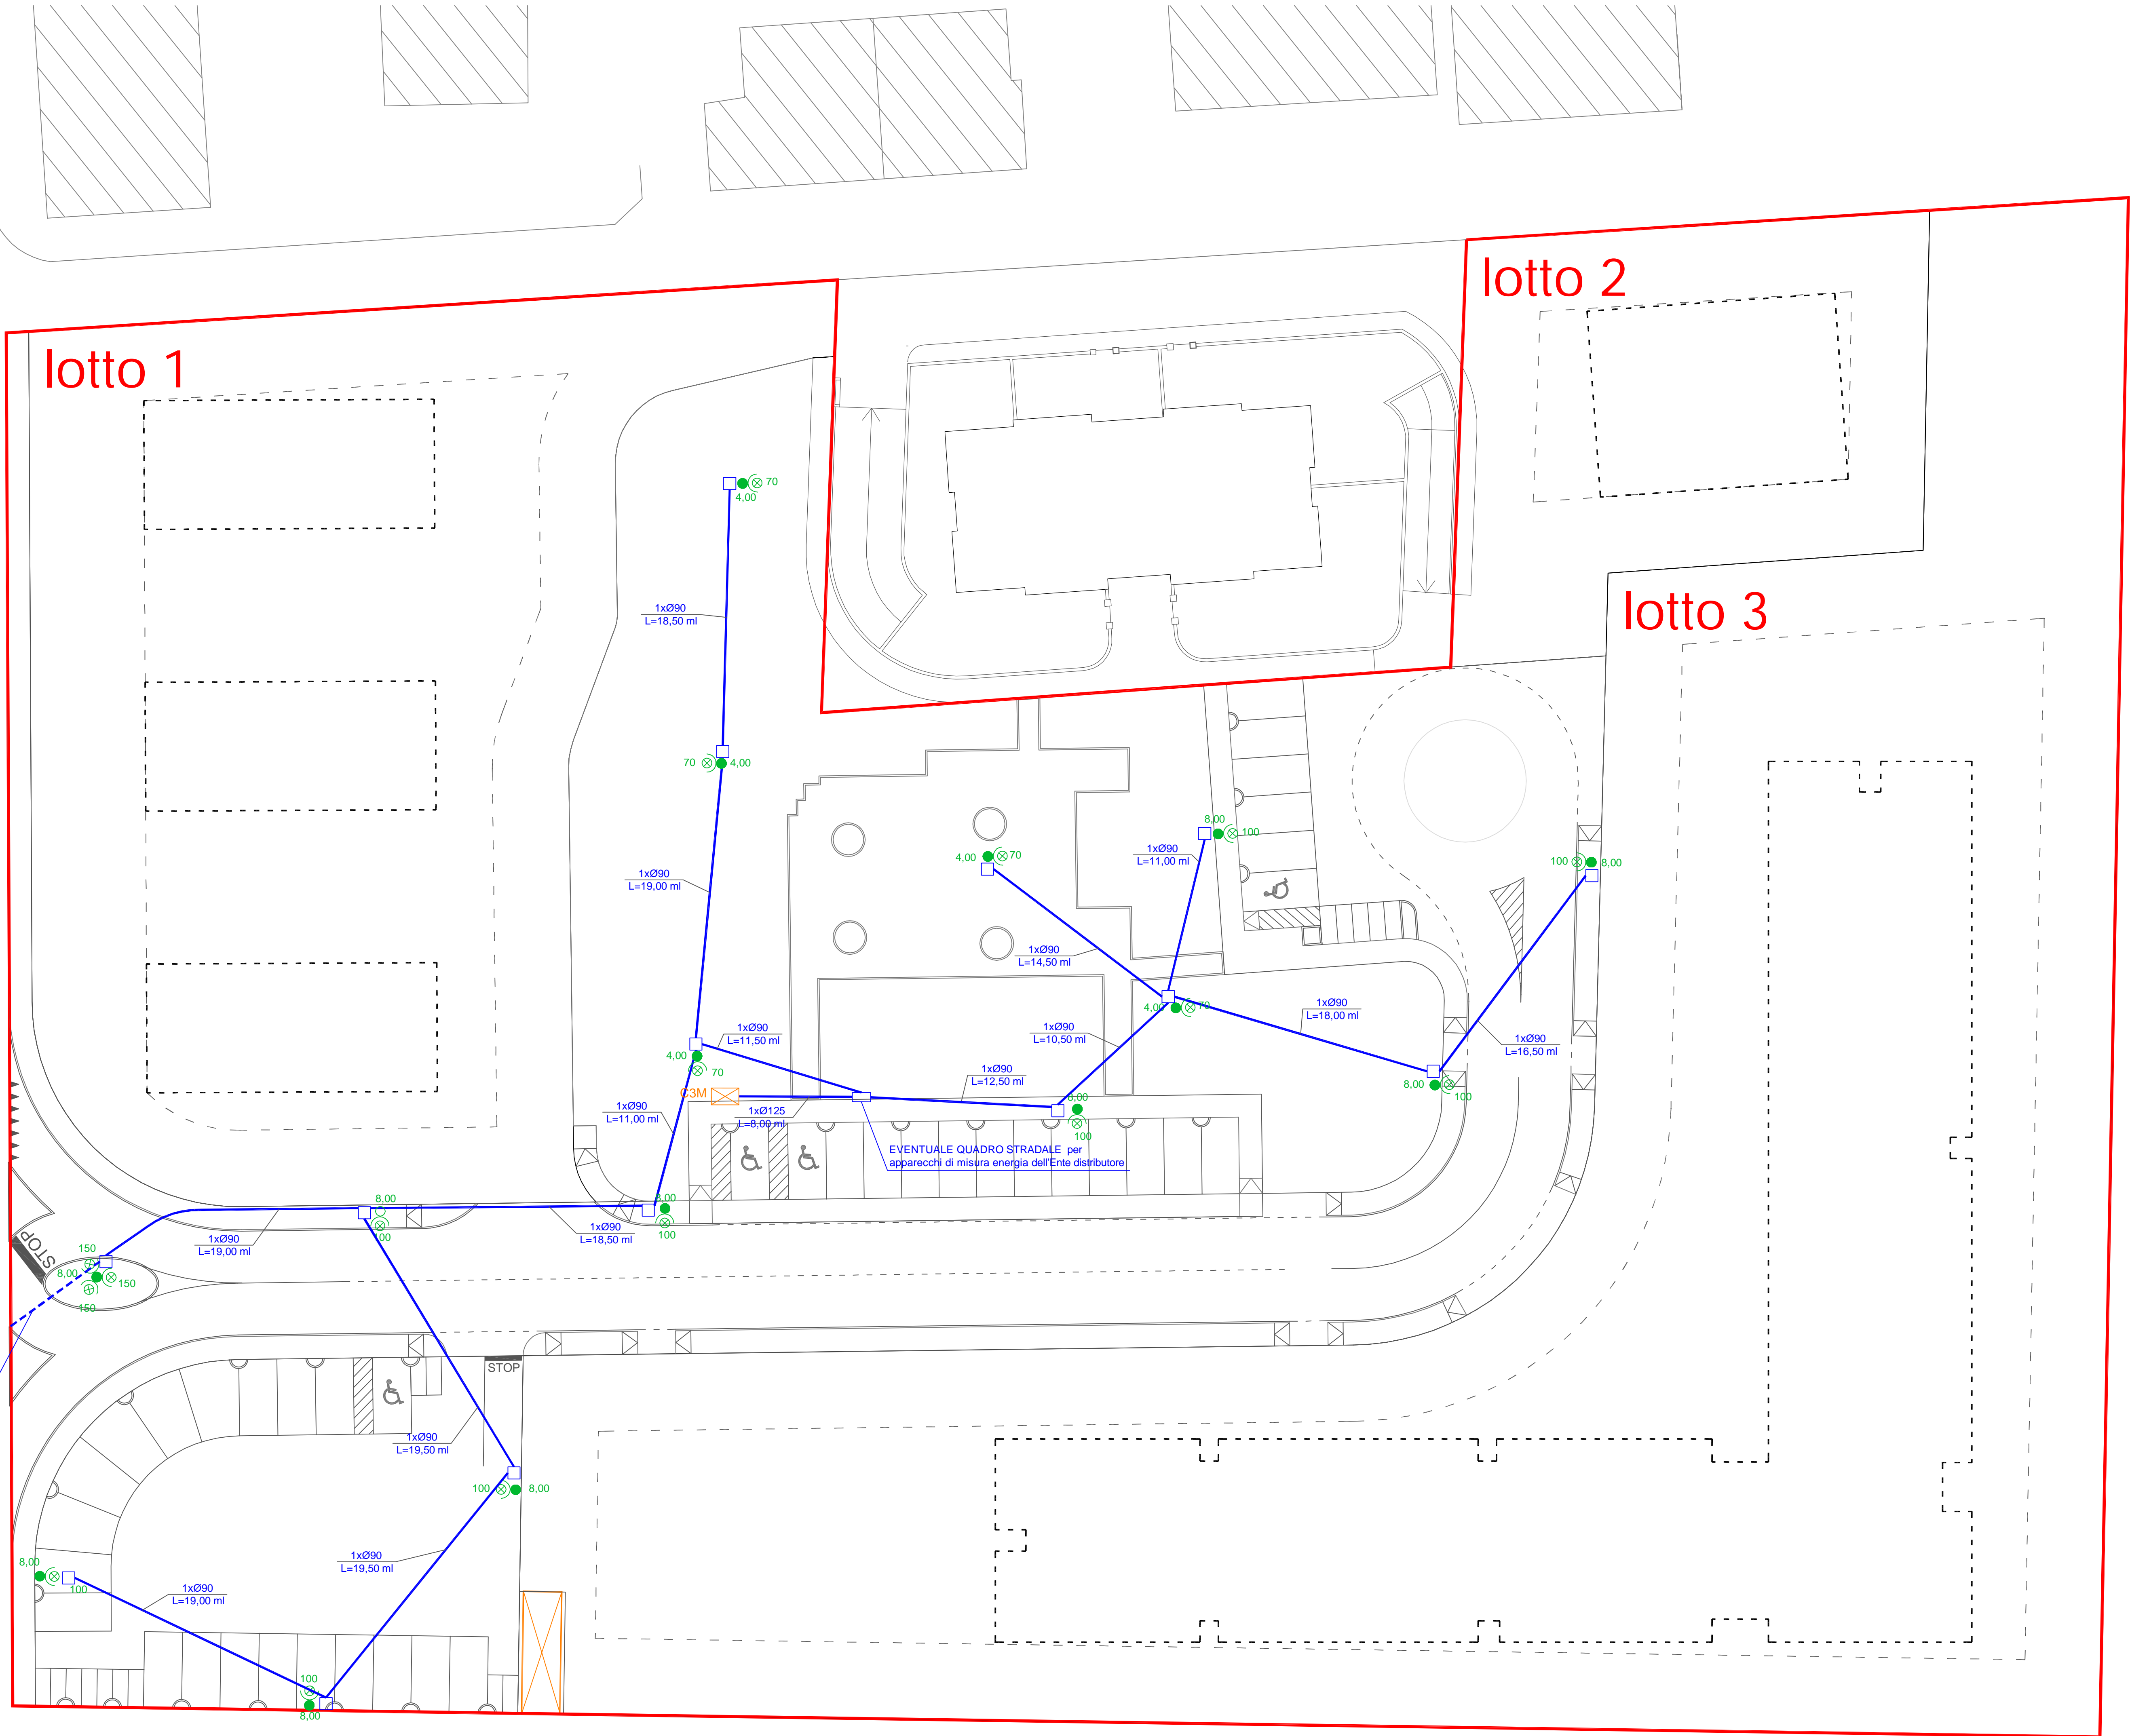 lotto 2
lotto 1
70
4,00
1xØ90
L=18,50 ml
lotto 3
70
4,00
8,00
100
1xØ90
L=11,00 ml
4,00
70
100
8,00
1xØ90
L=19,00 ml
1xØ90
L=14,50 ml
4,00
70
1xØ90
L=18,00 ml
1xØ90
L=11,50 ml
1xØ90
L=10,50 ml
1xØ90
L=16,50 ml
4,00
70
1xØ90
L=12,50 ml
8,00
100
C3M
1xØ125
L=8,00 ml
8,00
100
1xØ90
L=11,00 ml
EVENTUALE QUADRO STRADALE per
apparecchi di misura energia dell'Ente distributore
8,00
100
8,00
100
1xØ90
L=18,50 ml
1xØ90
L=19,00 ml
STOP
150
8,00
150
150
STOP
1xØ90
L=19,50 ml
100
8,00
1xØ90
L=19,50 ml
8,00
100
1xØ90
L=19,00 ml
100
8,00